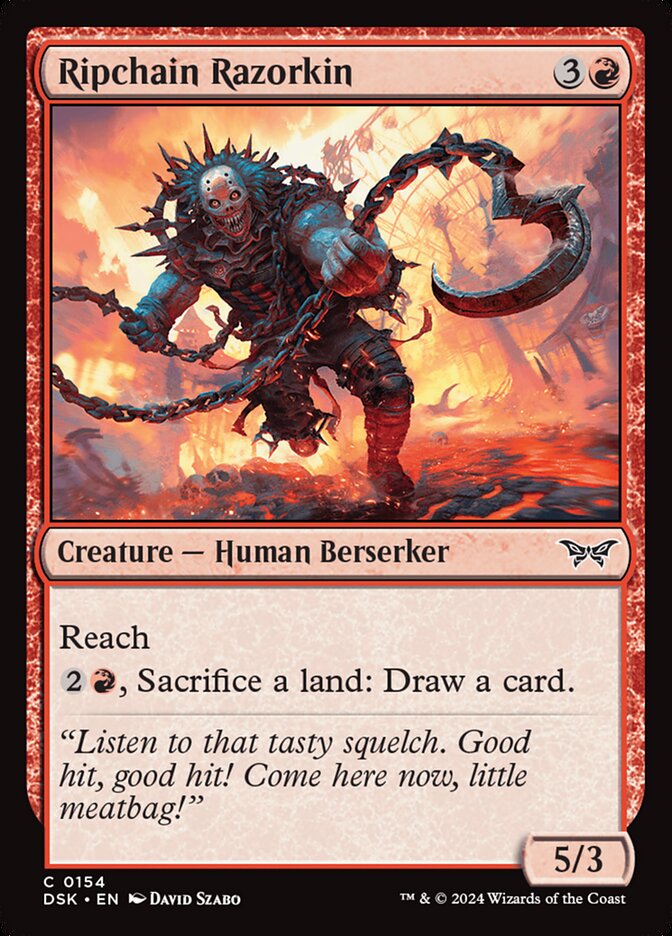 Ripchain Razorkin
3
Creature — Human Berserker
Reach
2, Sacrifice a land: Draw a card.
“Listen to that tasty squelch. Good
hit, good hit! Come here now, little
meatbag!”
5/3
C 0154
DSK • EN David Szabo
™ & © 2024 Wizards of the Coast